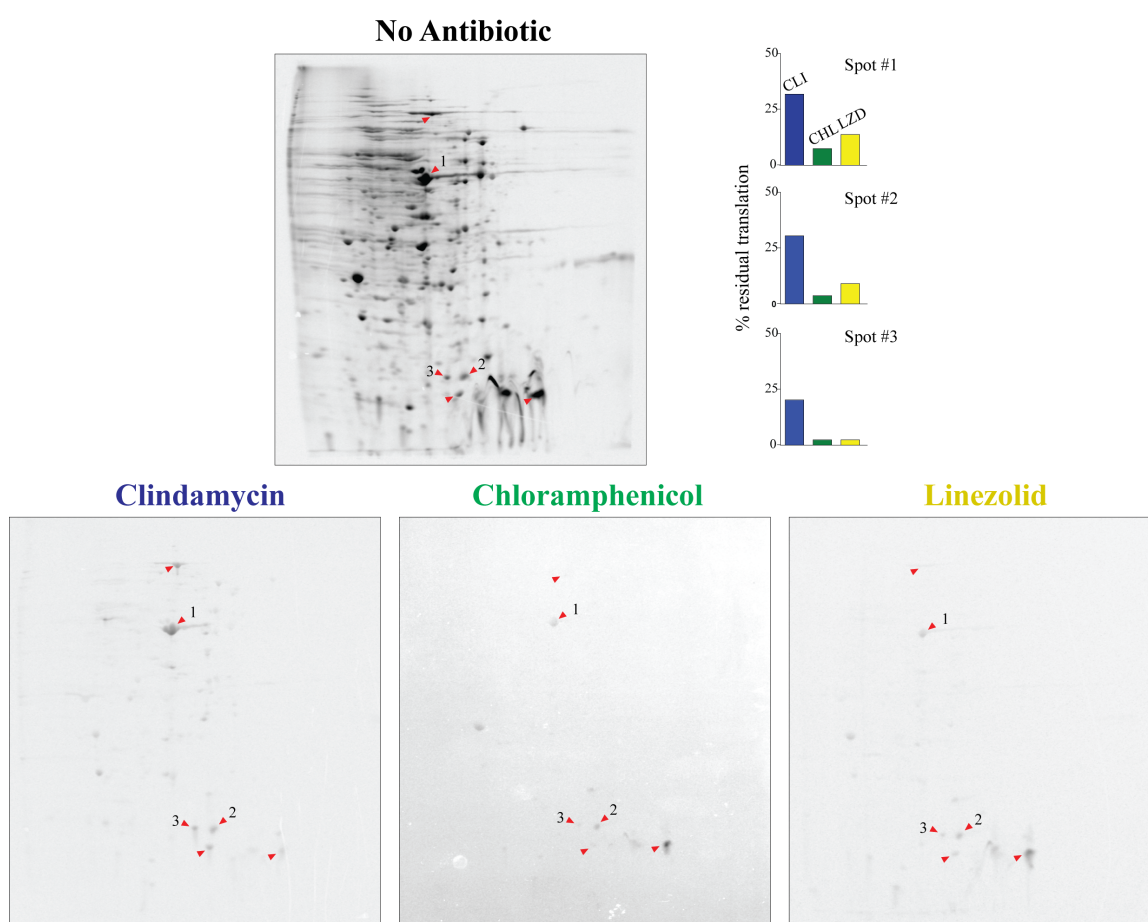 No Antibiotic
1
3
2
% residual translation
50
25
0
Spot #1
CLI
CHL
LZD
50
25
0
Spot #2
50
25
0
Spot #3
Clindamycin
1
3
2
Chloramphenicol
1
3
2
Linezolid
1
3
2